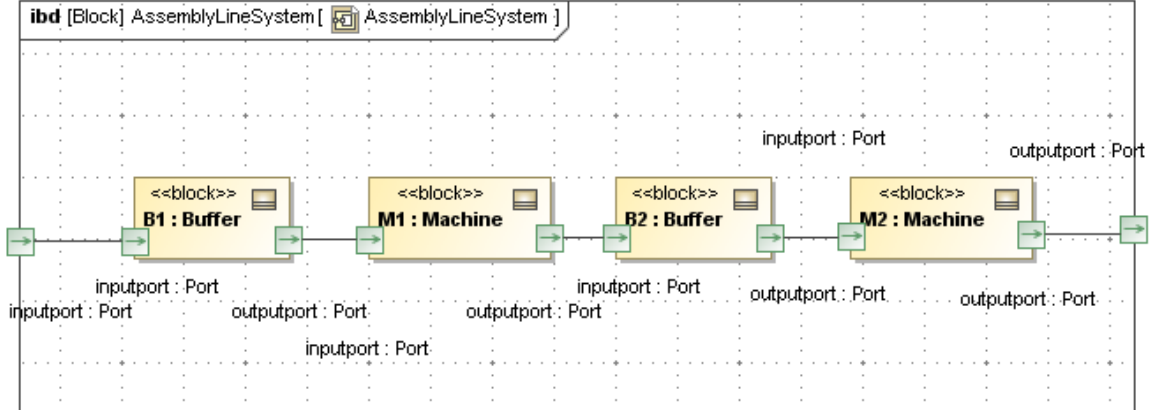 ibd [Block] AssemblyLineSystem [ AssemblyLineSystem ]
inputport : Port
outputport : Port
<<block>>
B1 : Buffer
<<block>>
M1 : Machine
<<block>>
B2 : Buffer
<<block>>
M2 : Machine
inputport : Port
inputport : Port
outputport : Port
inputport : Port
outputport : Port
inputport : Port
outputport : Port
outputport : Port